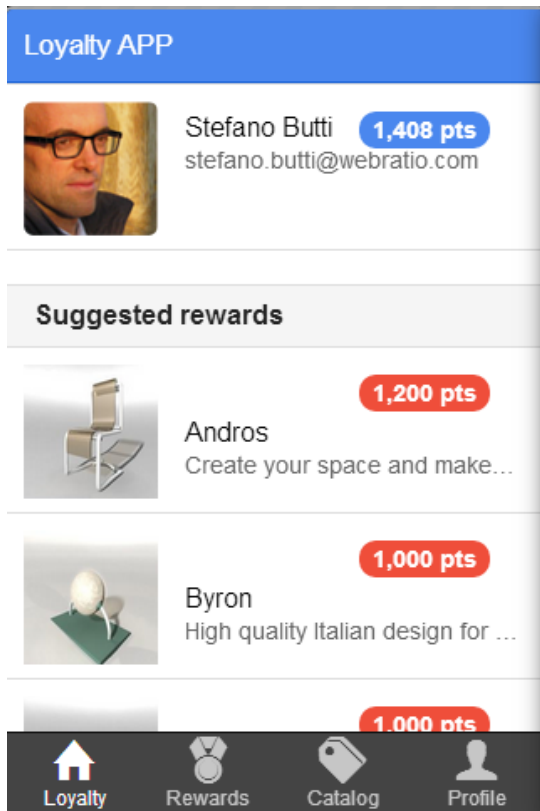 Loyalty APP
Stefano Butti 1,408 pts
stefano.butti@webratio.com
Suggested rewards
1,200 pts
Andros
Create your space and make...
1,000 pts
Byron
High quality Italian design for ...
1,000 pts
Loyalty Rewards Catalog Profile